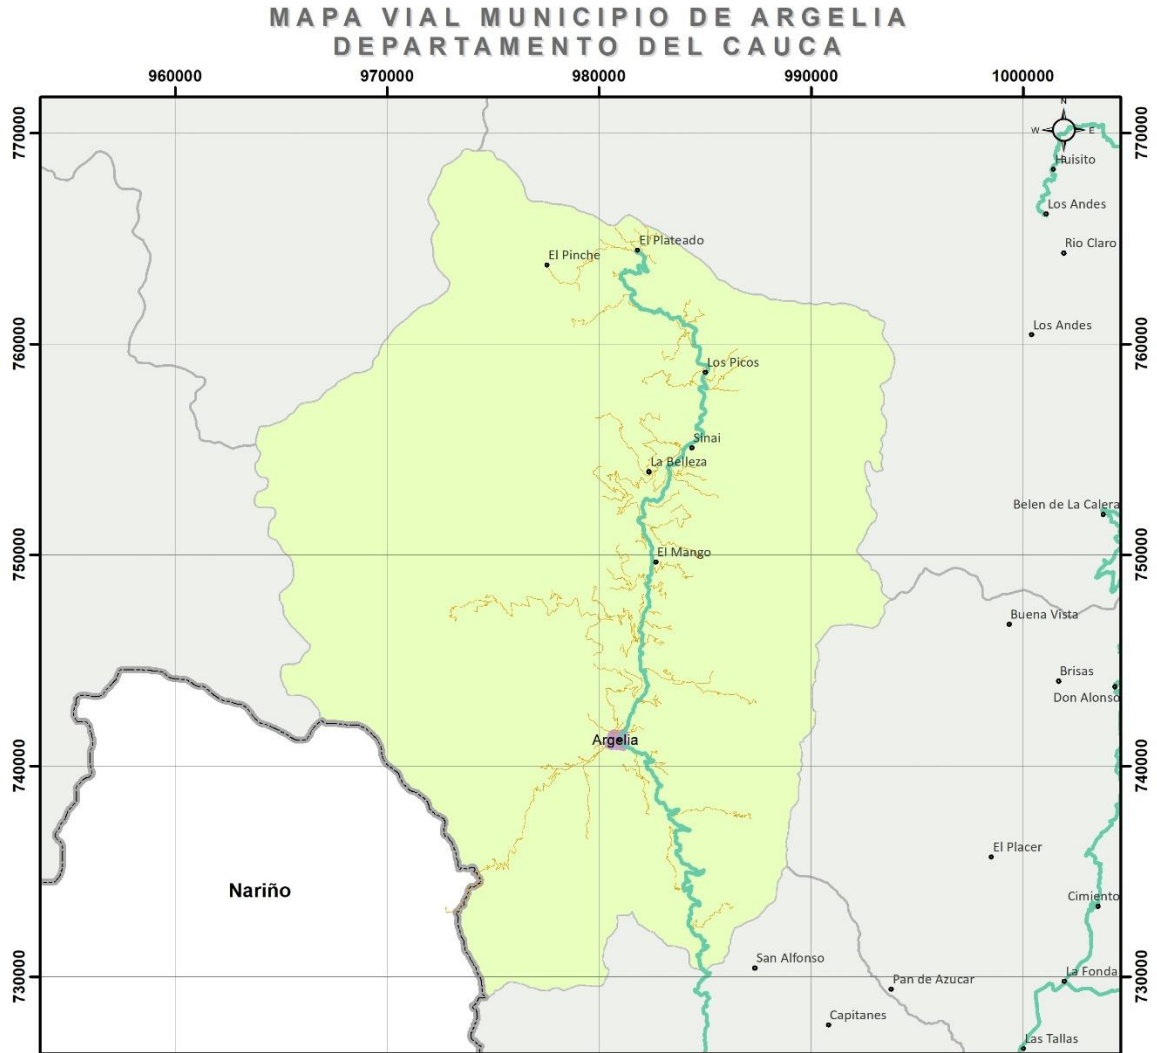 MAPA VIAL MUNICIPIO DE ARGELIA
DEPARTAMENTO DEL CAUCA
960000 970000 980000 990000 1000000
770000 770000
N
W E
Huisito
Los Andes
El Plateado
Rio Claro
El Pinche
Los Andes
760000 760000
Los Picos
Sinai
La Belleza
Belen de La Calera
750000 750000
El Mango
Buena Vista
Brisas
Don Alonso
Argelia
740000 740000
El Placer
Nariño
Cimiento
San Alfonso
La Fonda
Pan de Azucar
730000 730000
Capitanes
Las Tallas